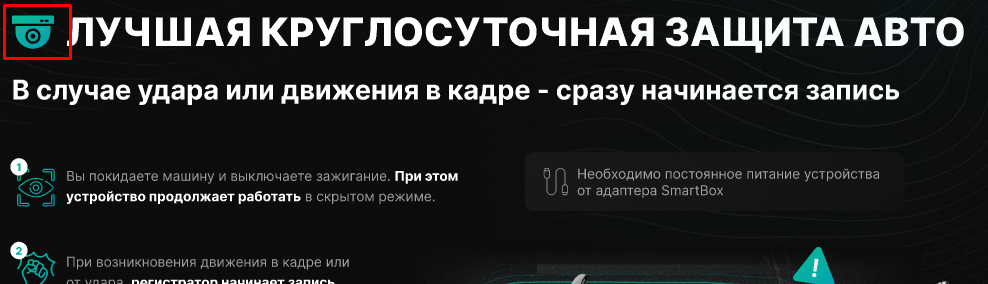 ЛУЧШАЯ КРУГЛОСУТОЧНАЯ ЗАЩИТА АВТО
В случае удара или движения в кадре - сразу начинается запись
1
Вы покидаете машину и выключаете зажигание. При этом
устройство продолжает работать в скрытом режиме.
Необходимо постоянное питание устройства
от адаптера SmartBox
2
При возникновения движения в кадре или
от удара, регистратор начинает запись
!